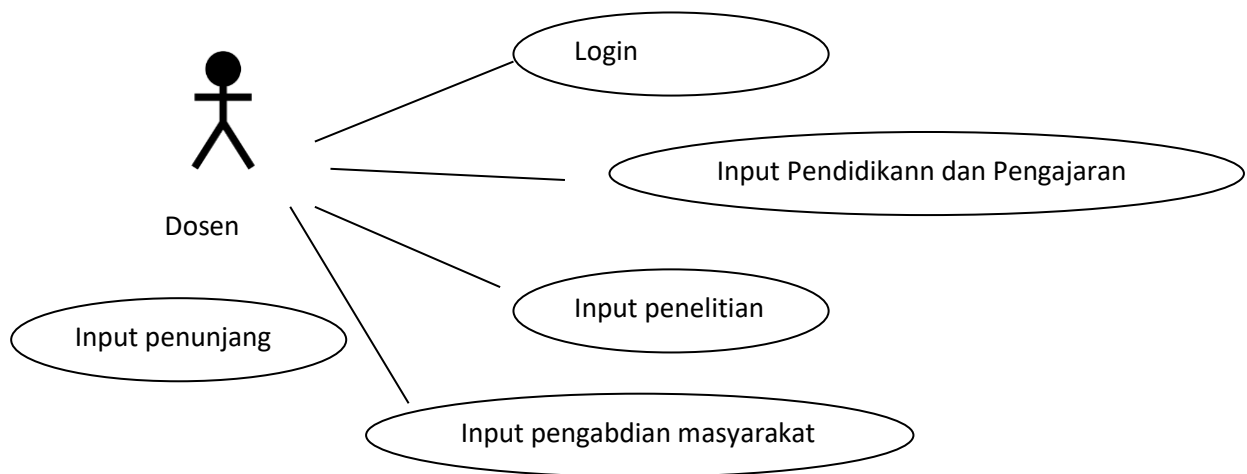 Login
Input Pendidikann dan Pengajaran
Dosen
Input penelitian
Input penunjang
Input pengabdian masyarakat